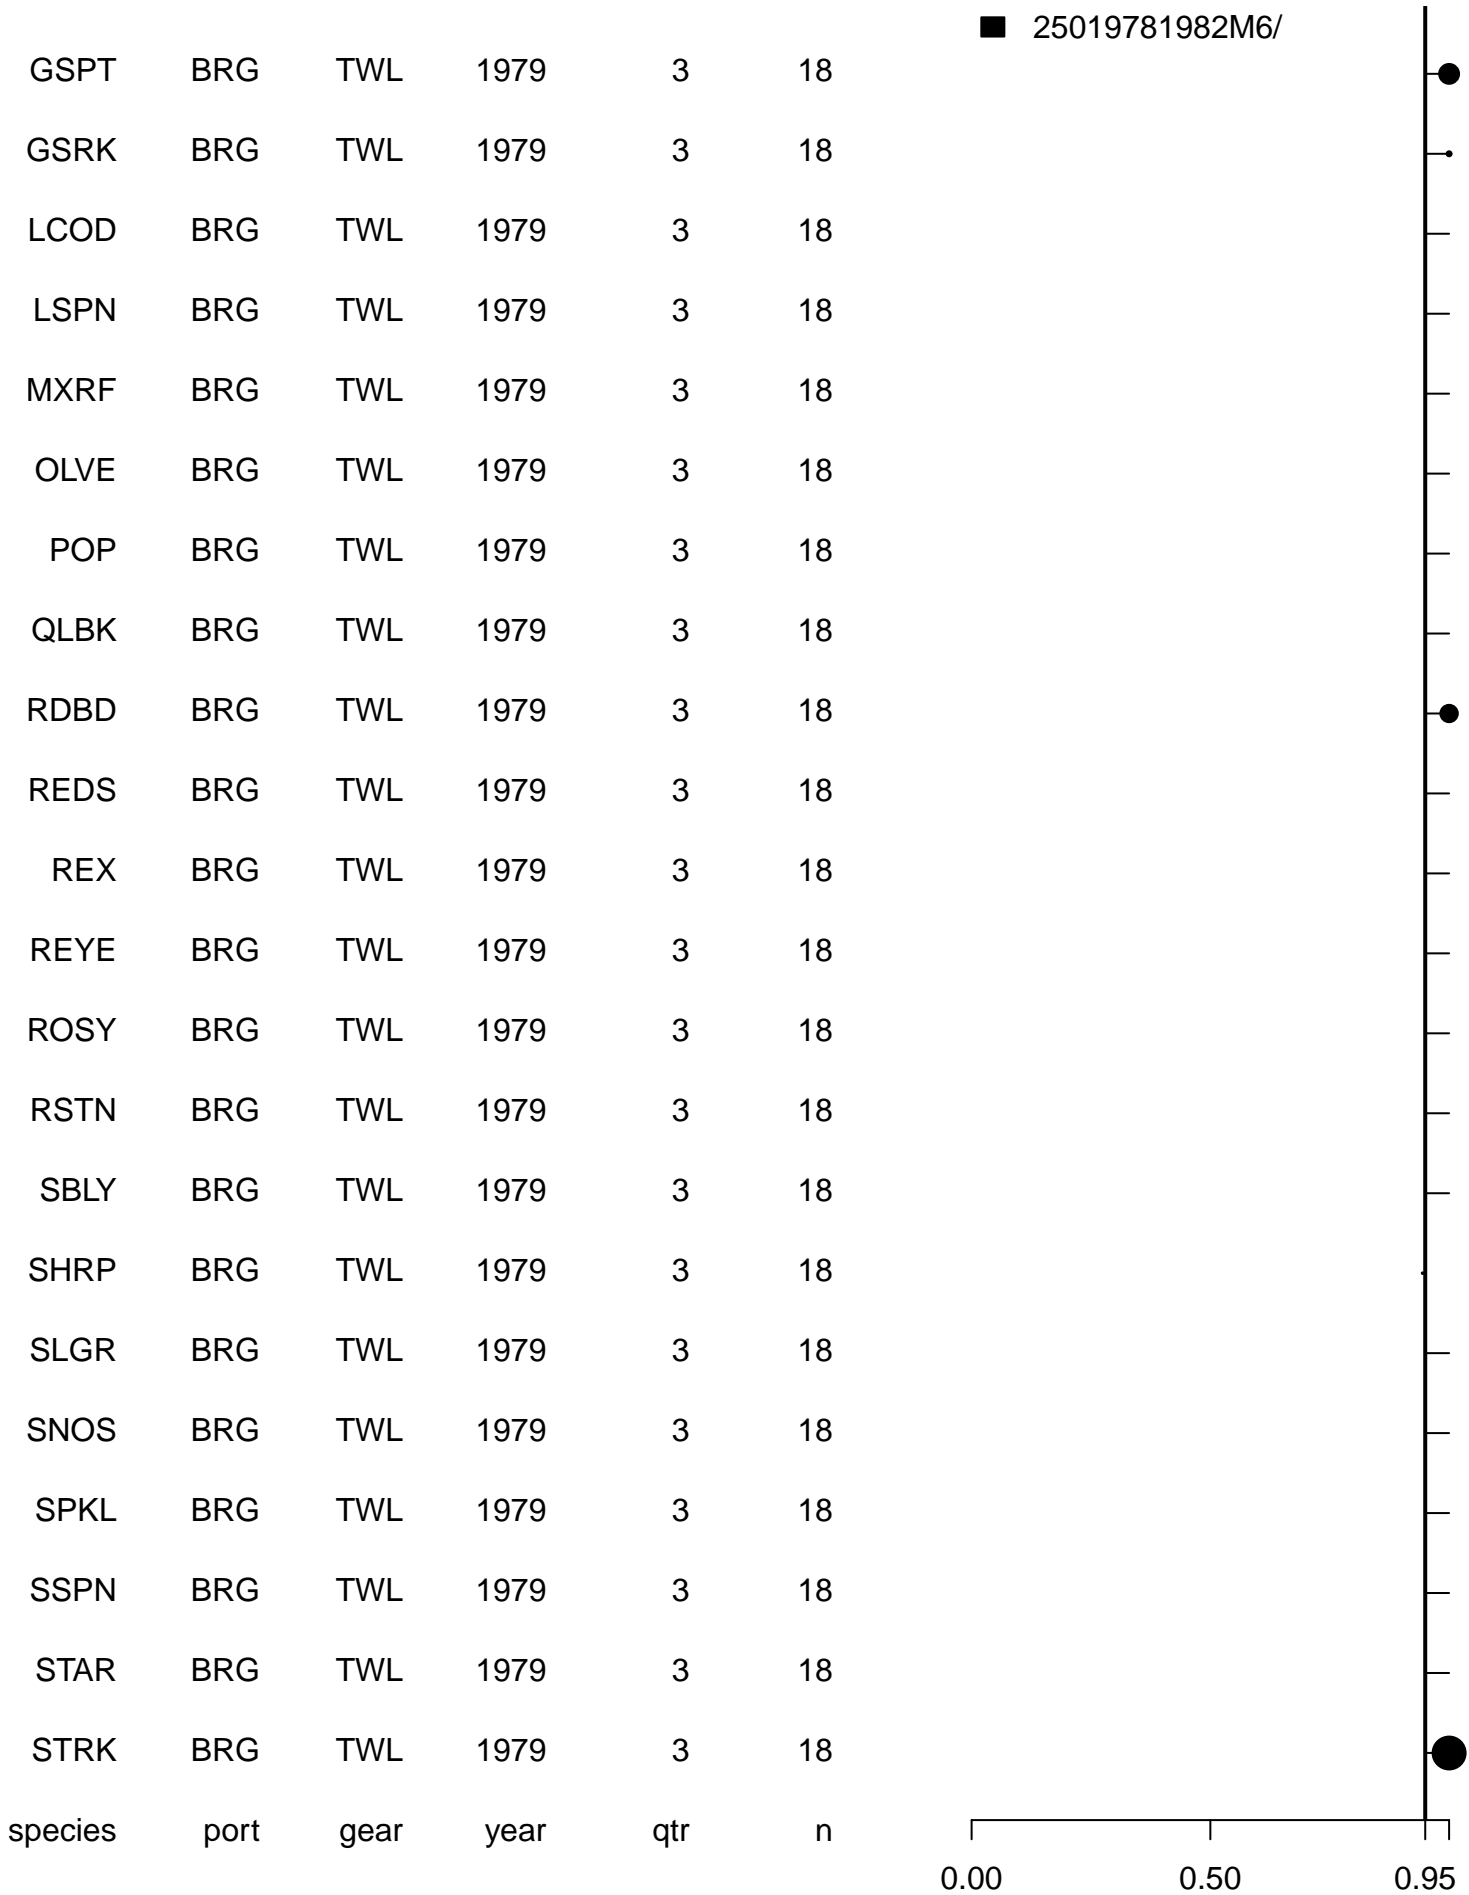 25019781982M6/
GSPT BRG TWL 1979 3 18
GSRK BRG TWL 1979 3 18
LCOD BRG TWL 1979 3 18
LSPN BRG TWL 1979 3 18
MXRF BRG TWL 1979 3 18
OLVE BRG TWL 1979 3 18
POP BRG TWL 1979 3 18
QLBK BRG TWL 1979 3 18
RDBD BRG TWL 1979 3 18
REDS BRG TWL 1979 3 18
REX BRG TWL 1979 3 18
REYE BRG TWL 1979 3 18
ROSY BRG TWL 1979 3 18
RSTN BRG TWL 1979 3 18
SBLY BRG TWL 1979 3 18
SHRP BRG TWL 1979 3 18
SLGR BRG TWL 1979 3 18
SNOS BRG TWL 1979 3 18
SPKL BRG TWL 1979 3 18
SSPN BRG TWL 1979 3 18
STAR BRG TWL 1979 3 18
STRK BRG TWL 1979 3 18
species port gear year qtr n
0.00 0.50 0.95